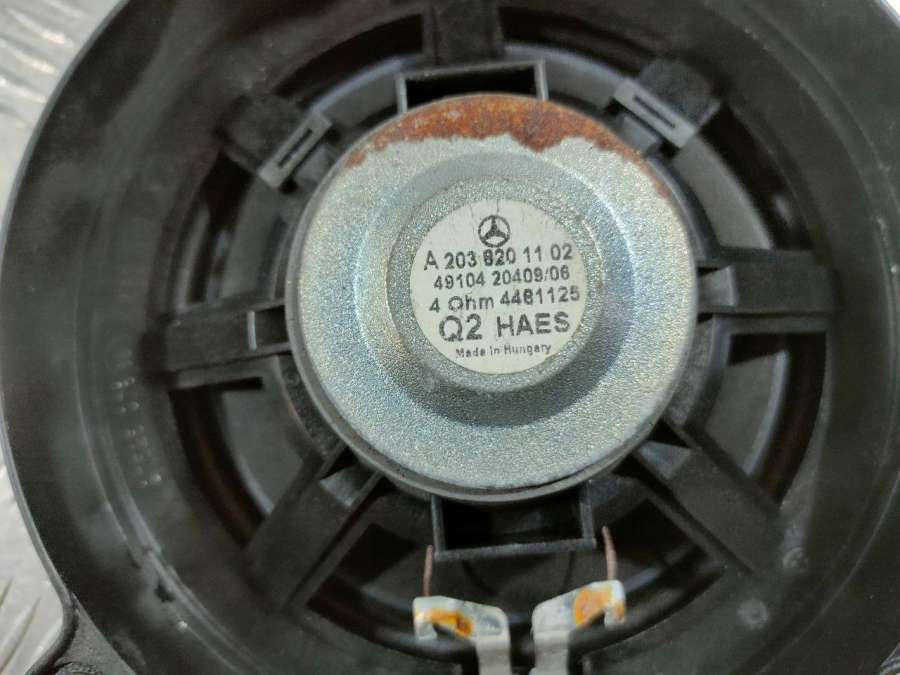 A 203 820 11 02
49104 20409/06
4 Ohm 4481125
Q2 HAES
Made in Hungary